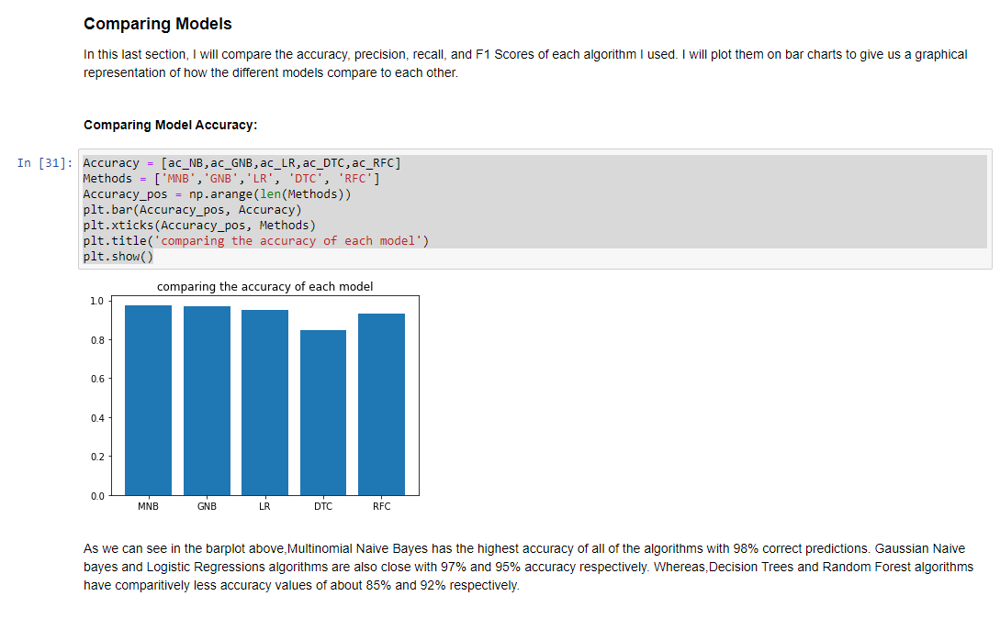 Comparing Models
In this last section, I will compare the accuracy, precision, recall, and F1 Scores of each algorithm I used. I will plot them on bar charts to give us a graphical
representation of how the different models compare to each other.
Comparing Model Accuracy:
In [31]: Accuracy = [ac_NB,ac_GNB,ac_LR,ac_DTC,ac_RFC]
Methods = ['MNB','GNB','LR', 'DTC', 'RFC']
Accuracy_pos = np.arange(len(Methods))
plt.bar(Accuracy_pos, Accuracy)
plt.xticks(Accuracy_pos, Methods)
plt.title('comparing the accuracy of each model')
plt.show()
comparing the accuracy of each model
1.0
0.8
0.6
0.4
0.2
0.0
MNB GNB LR DTC RFC
As we can see in the barplot above,Multinomial Naive Bayes has the highest accuracy of all of the algorithms with 98% correct predictions. Gaussian Naive
bayes and Logistic Regressions algorithms are also close with 97% and 95% accuracy respectively. Whereas,Decision Trees and Random Forest algorithms
have comparitively less accuracy values of about 85% and 92% respectively.